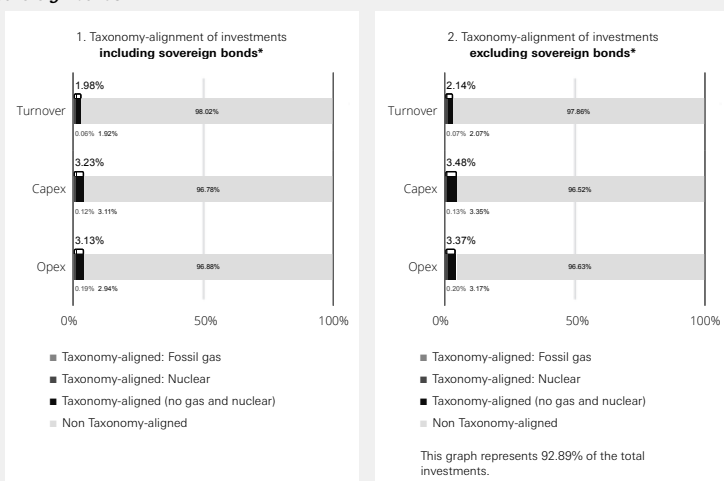 1. Taxonomy-alignment of investments
including sovereign bonds*
1.98%
Turnover
98.02%
0.06% 1.92%
3.23%
Capex
96.78%
0.12% 3.11%
3.13%
Opex
96.88%
0.19% 2.94%
0% 50% 100%
Taxonomy-aligned: Fossil gas
Taxonomy-aligned: Nuclear
Taxonomy-aligned (no gas and nuclear)
Non Taxonomy-aligned
2. Taxonomy-alignment of investments
excluding sovereign bonds*
2.14%
Turnover
97.86%
0.07% 2.07%
3.48%
Capex
96.52%
0.13% 3.35%
3.37%
Opex
96.63%
0.20% 3.17%
0% 50% 100%
Taxonomy-aligned: Fossil gas
Taxonomy-aligned: Nuclear
Taxonomy-aligned (no gas and nuclear)
Non Taxonomy-aligned
This graph represents 92.89% of the total
investments.